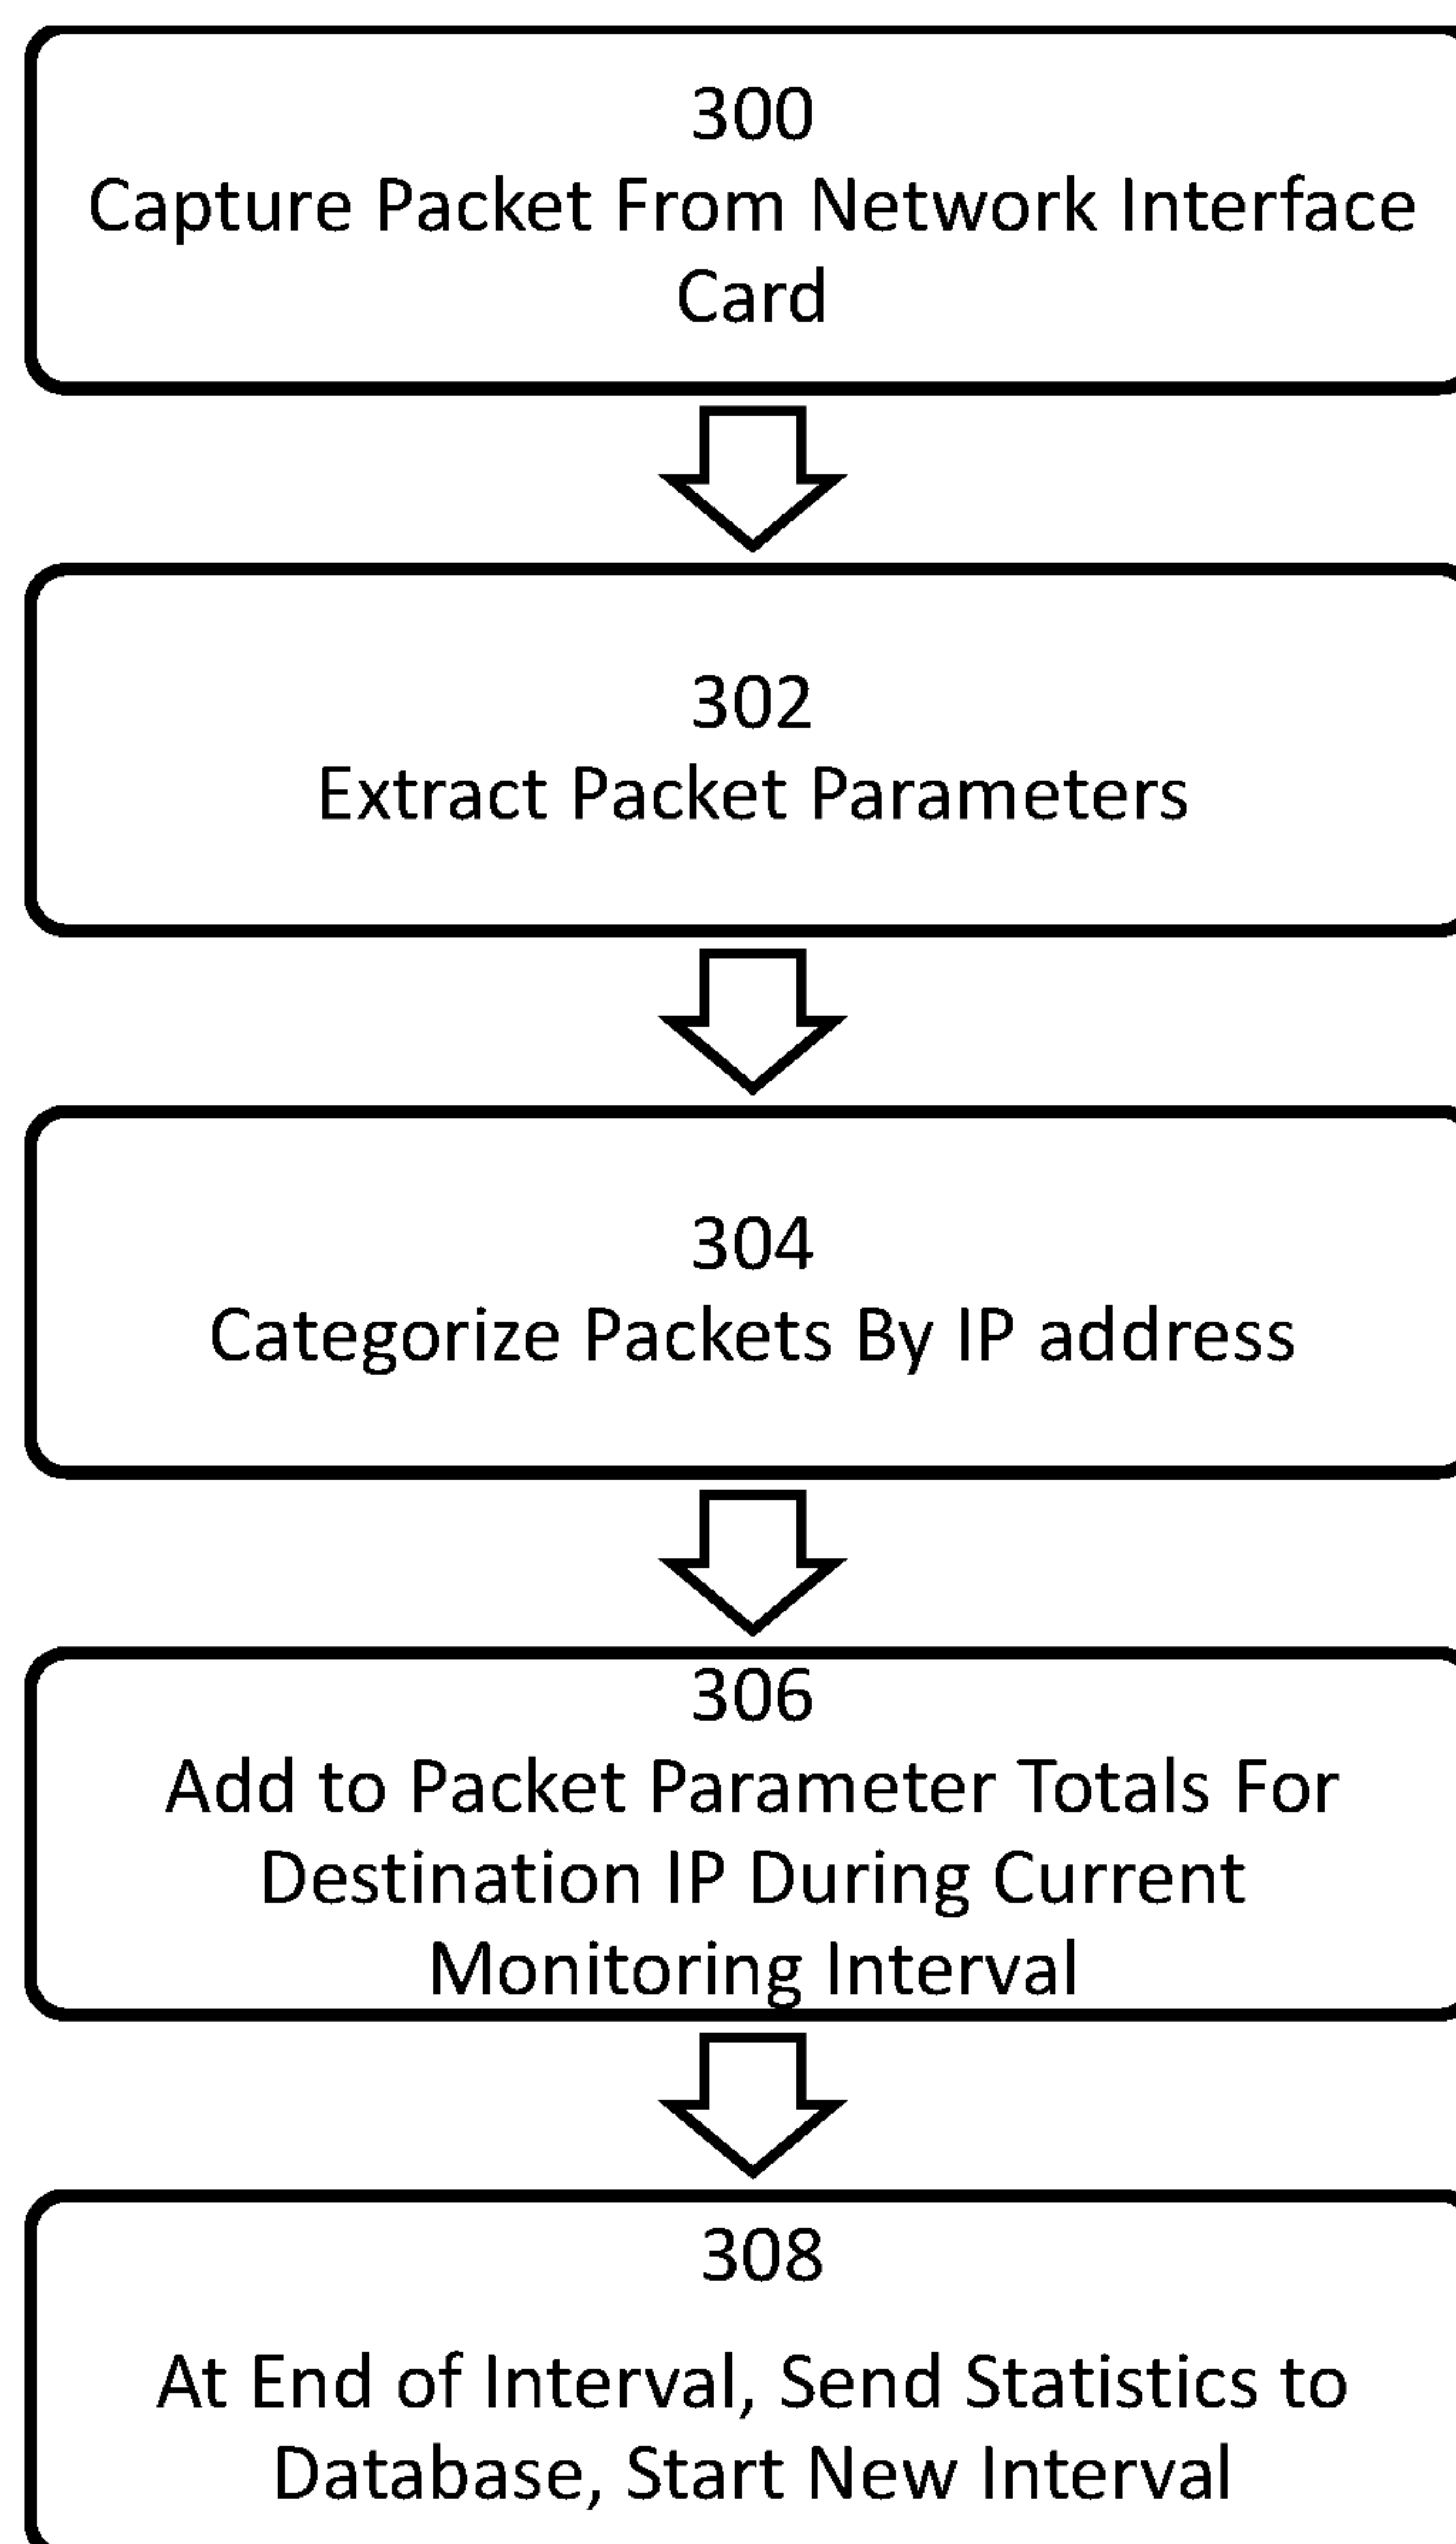 300
Capture Packet From Network Interface
Card
302
Extract Packet Parameters
304
Categorize Packets By IP address
306
Add to Packet Parameter Totals For
Destination IP During Current
Monitoring Interval
308
At End of Interval, Send Statistics to
Database, Start New Interval